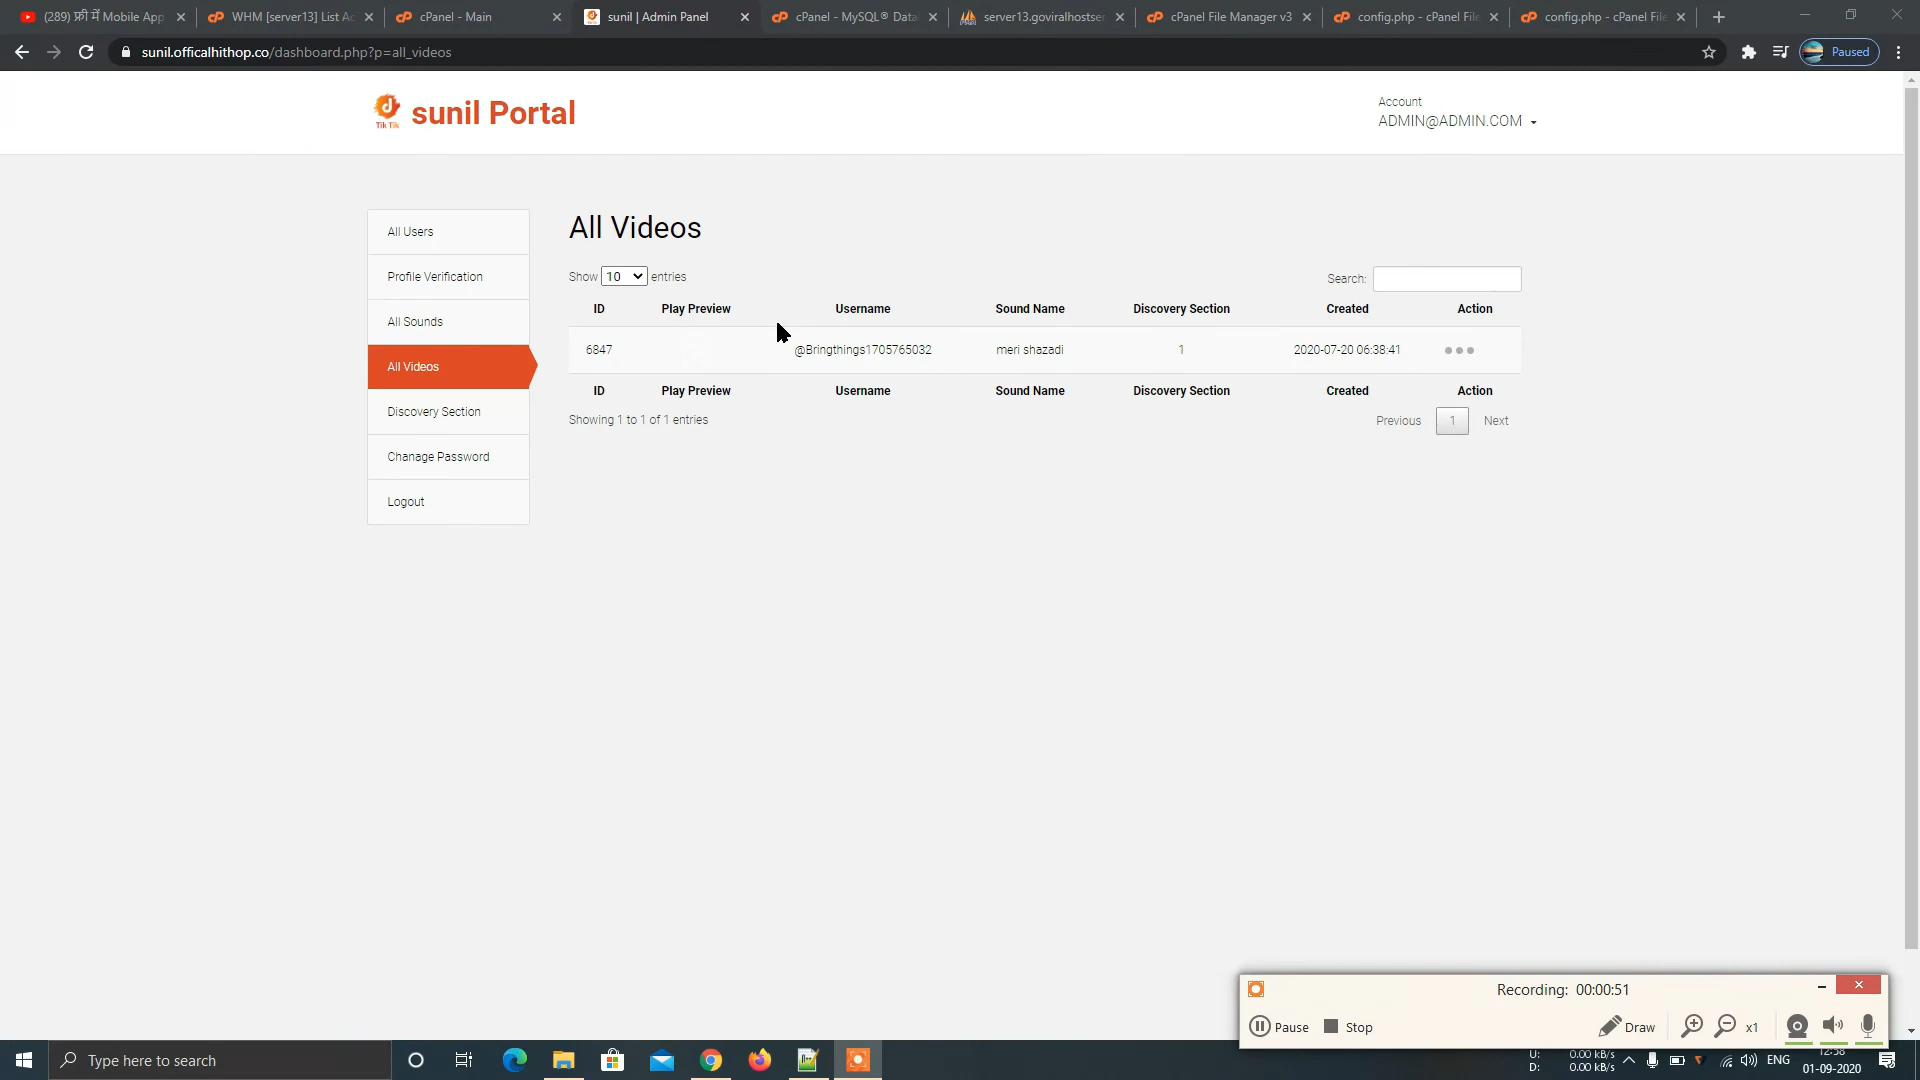 (289) फ्री में Mobile App
WHM [server13] List Ac
cPanel - Main
sunil | Admin Panel
cPanel - MySQL® Datab
server13.goviralhostser
cPanel File Manager v3
config.php - cPanel File
config.php - cPanel File
sunil.officalhithop.co/dashboard.php?p=all_videos
Paused
Tik Tik
sunil Portal
Account
ADMIN@ADMIN.COM
All Users
Profile Verification
All Sounds
All Videos
Discovery Section
Chanage Password
Logout
All Videos
Show 10 entries
Search:
ID Play Preview Username Sound Name Discovery Section Created Action
6847 @Bringthings1705765032 meri shazadi 1 2020-07-20 06:38:41
ID Play Preview Username Sound Name Discovery Section Created Action
Showing 1 to 1 of 1 entries
Previous 1 Next
Recording: 00:00:51
Pause
Stop
Draw
x1
Type here to search
U: 0.00 kB/s
D: 0.00 kB/s
ENG
12:58
01-09-2020